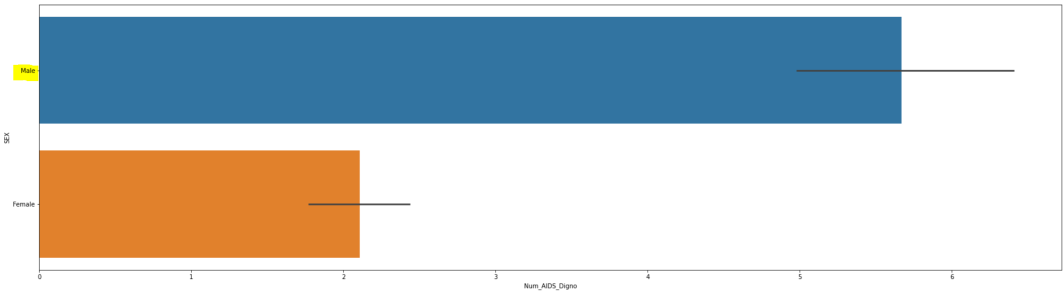 Male
SEX
Female
0 1 2 3 4 5 6
Num_AIDS_Digno